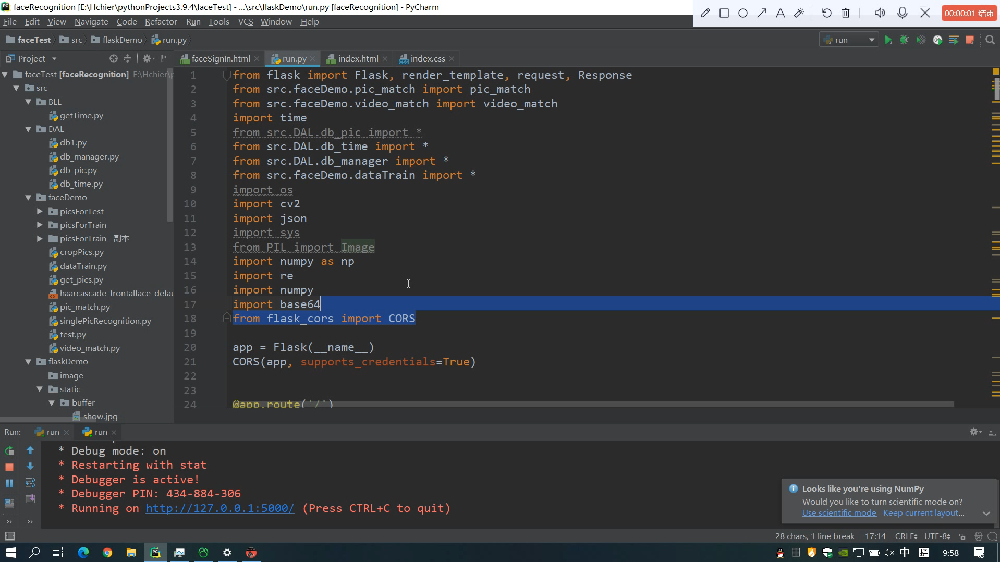 faceRecognition [E:\Hchier\pythonProjects3.9.4\faceTest] - ...\src\flaskDemo\run.py [faceRecognition] - PyCharm
00:00:01 结束
File Edit View Navigate Code Refactor Run Tools VCS Window Help
faceTest src flaskDemo run.py
run
Project
faceSignIn.html run.py index.html index.css
faceTest [faceRecognition] E:\Hchier\p
src
BLL
getTime.py
DAL
db1.py
db_manager.py
db_pic.py
db_time.py
faceDemo
picsForTest
picsForTrain
picsForTrain - 副本
cropPics.py
dataTrain.py
get_pics.py
haarcascade_frontalface_defau
pic_match.py
singlePicRecognition.py
test.py
video_match.py
flaskDemo
image
static
buffer
show.jpg
1 from flask import Flask, render_template, request, Response
2 from src.faceDemo.pic_match import pic_match
3 from src.faceDemo.video_match import video_match
4 import time
5 from src.DAL.db_pic import *
6 from src.DAL.db_time import *
7 from src.DAL.db_manager import *
8 from src.faceDemo.dataTrain import *
9 import os
10 import cv2
11 import json
12 import sys
13 from PIL import Image
14 import numpy as np
15 import re
16 import numpy
17 import base64
18 from flask_cors import CORS
19
20 app = Flask(__name__)
21 CORS(app, supports_credentials=True)
22
23
24 @app.route('/')
Run: run run
* Debug mode: on
* Restarting with stat
* Debugger is active!
* Debugger PIN: 434-884-306
* Running on http://127.0.0.1:5000/ (Press CTRL+C to quit)
Looks like you're using NumPy
Would you like to turn scientific mode on?
Use scientific mode Keep current layout...
28 chars, 1 line break 17:14 CRLF UTF-8
中 拼 9:58